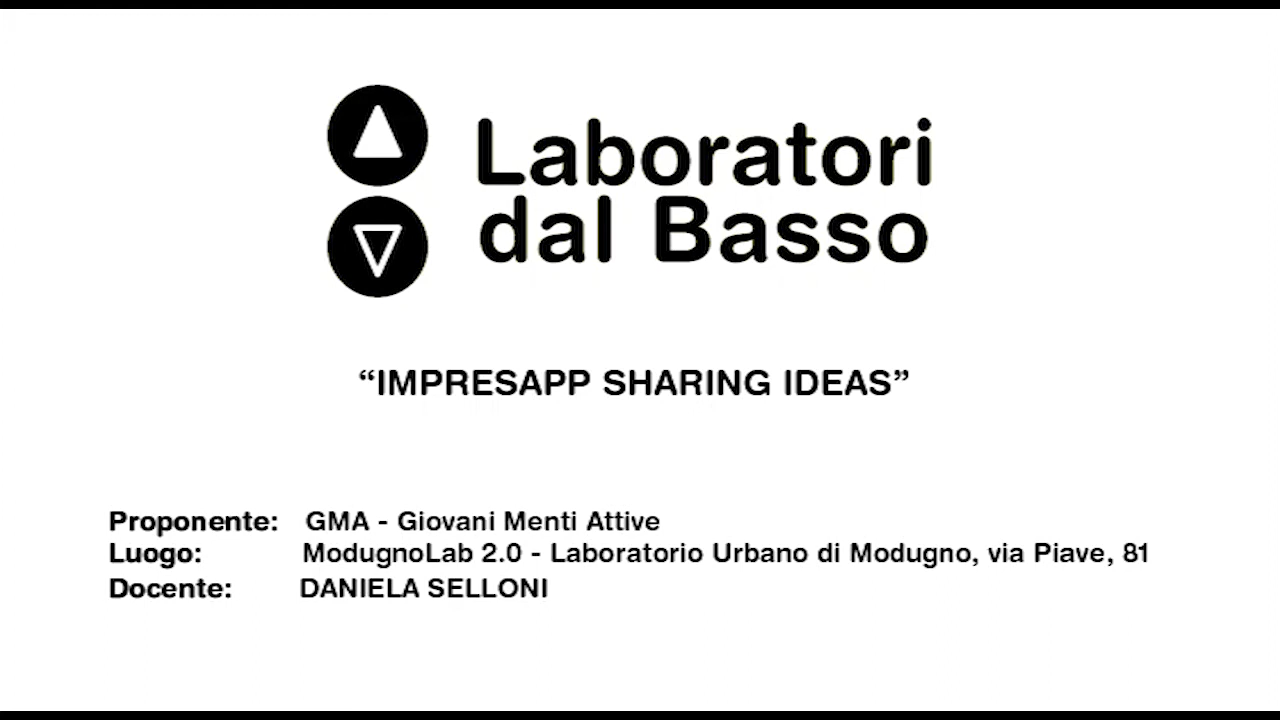 Laboratori
dal Basso
“IMPRESAPP SHARING IDEAS”
Proponente: GMA - Giovani Menti Attive
Luogo: ModugnoLab 2.0 - Laboratorio Urbano di Modugno, via Piave, 81
Docente: DANIELA SELLONI